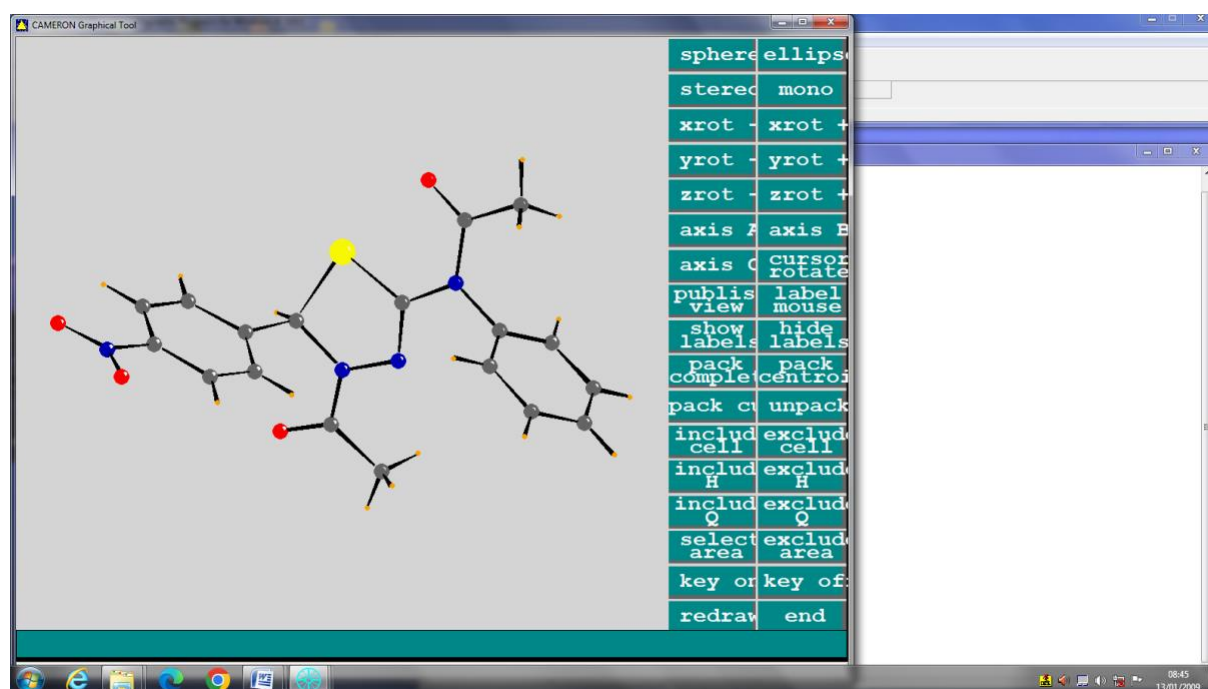 CAMERON Graphical Tool
sphere ellips
stereo mono
xrot - xrot +
yrot - yrot +
zrot - zrot +
axis A axis B
axis C cursor rotate
publis view label mouse
show labels hide labels
pack complet pack centroi
pack cu unpack
includ cell exclude cell
includ H exclude H
includ Q exclude Q
select area exclude area
key on key of
redraw end
08:45
13/01/2009